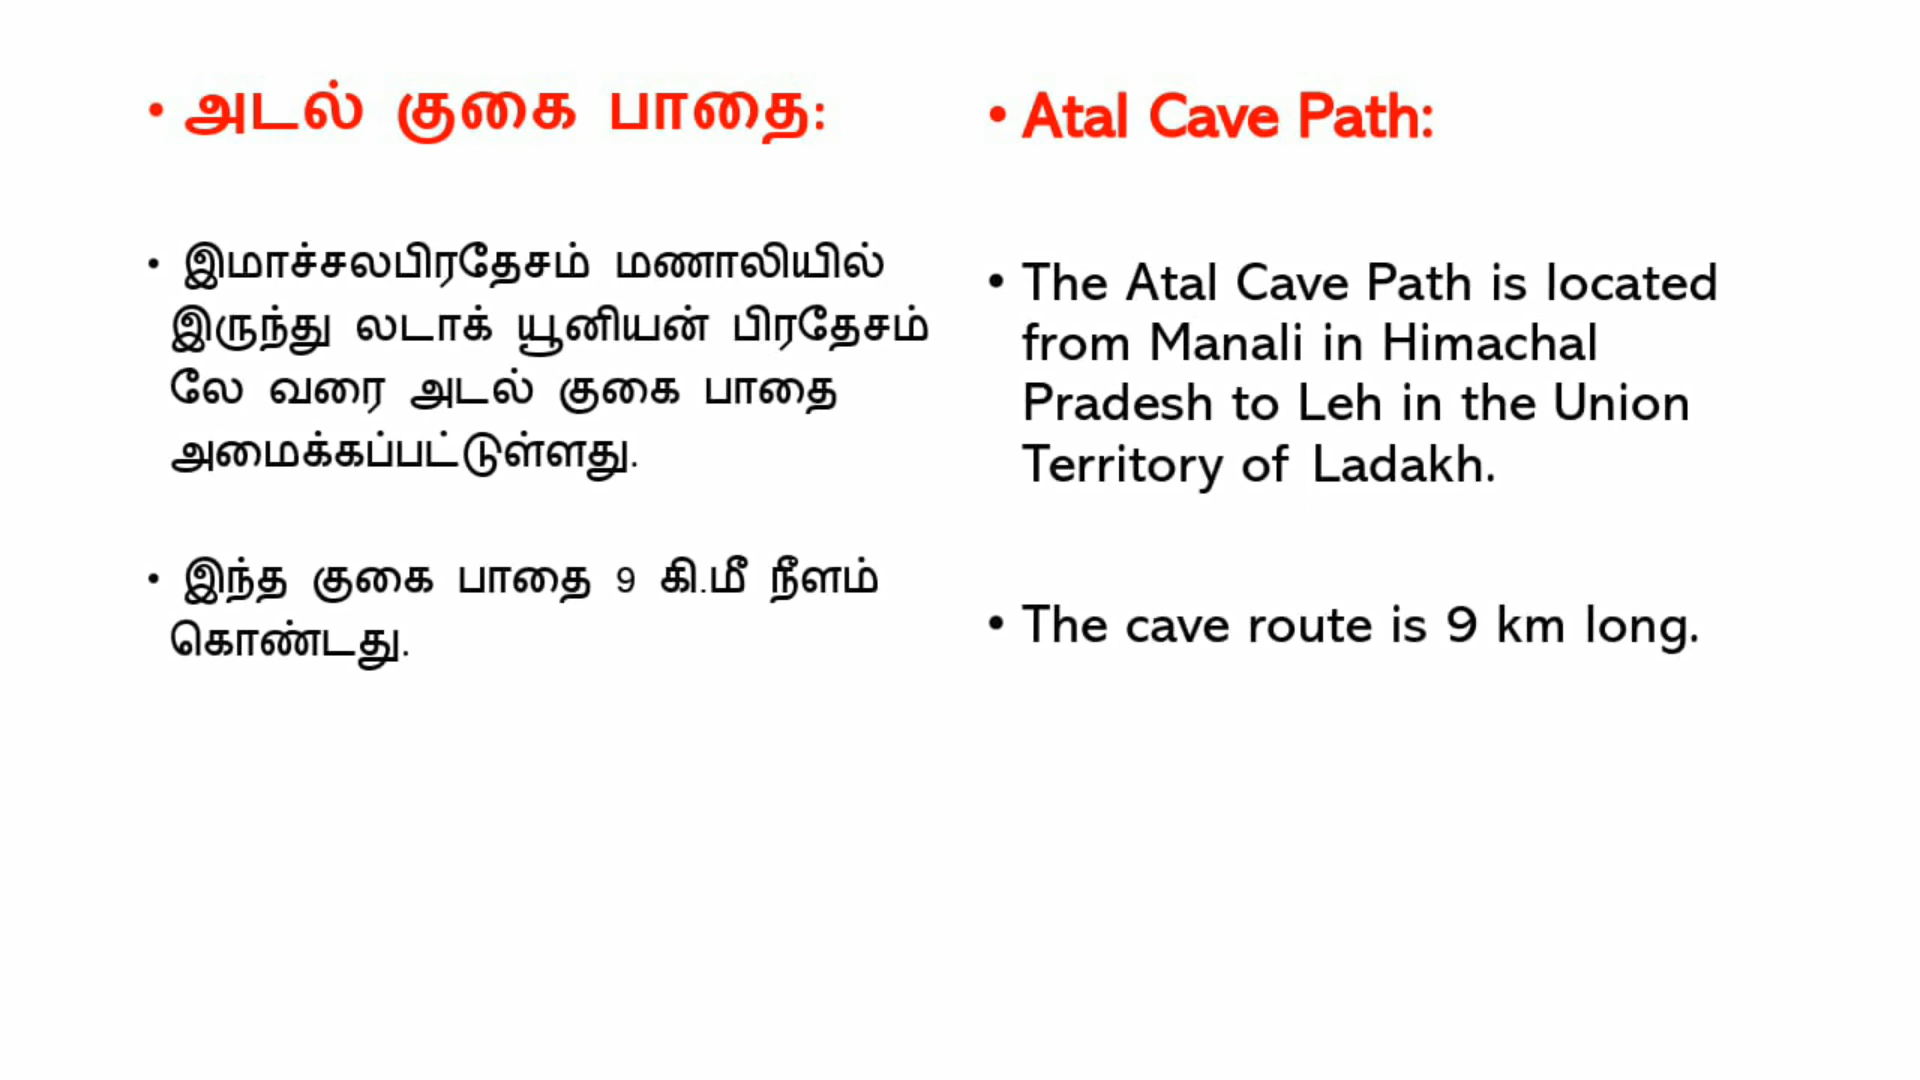 • அடல் குகை பாதை:
• இமாச்சலபிரதேசம் மணாலியில்
இருந்து லடாக் யூனியன் பிரதேசம்
லே வரை அடல் குகை பாதை
அமைக்கப்பட்டுள்ளது.
• இந்த குகை பாதை 9 கி.மீ நீளம்
கொண்டது.
• Atal Cave Path:
• The Atal Cave Path is located
from Manali in Himachal
Pradesh to Leh in the Union
Territory of Ladakh.
• The cave route is 9 km long.